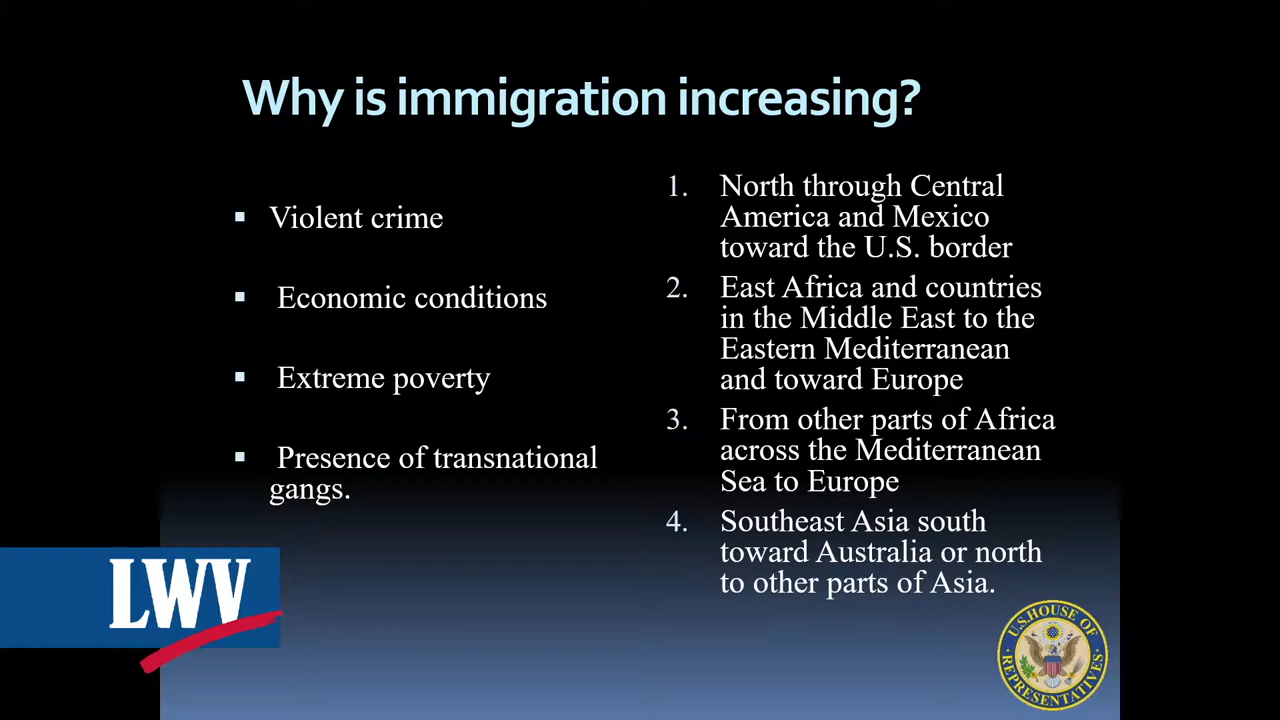 Why is immigration increasing?
▪ Violent crime
▪ Economic conditions
▪ Extreme poverty
▪ Presence of transnational
gangs.
1. North through Central
America and Mexico
toward the U.S. border
2. East Africa and countries
in the Middle East to the
Eastern Mediterranean
and toward Europe
3. From other parts of Africa
across the Mediterranean
Sea to Europe
4. Southeast Asia south
toward Australia or north
to other parts of Asia.
LWV
U.S. HOUSE OF
REPRESENTATIVES